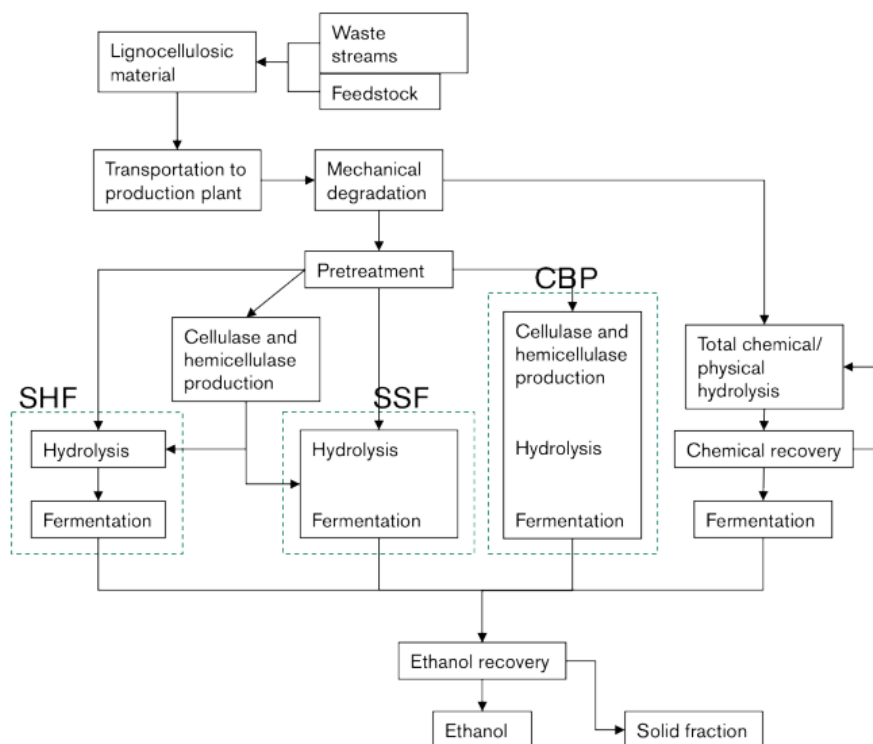 Waste
streams
Lignocellulosic
material
Feedstock
Transportation to
production plant
Mechanical
degradation
Pretreatment
CBP
Cellulase and
hemicellulase
production
Cellulase and
hemicellulase
production
Total chemical/
physical
hydrolysis
SHF
SSF
Hydrolysis
Hydrolysis
Hydrolysis
Chemical recovery
Fermentation
Fermentation
Fermentation
Fermentation
Ethanol recovery
Ethanol
Solid fraction